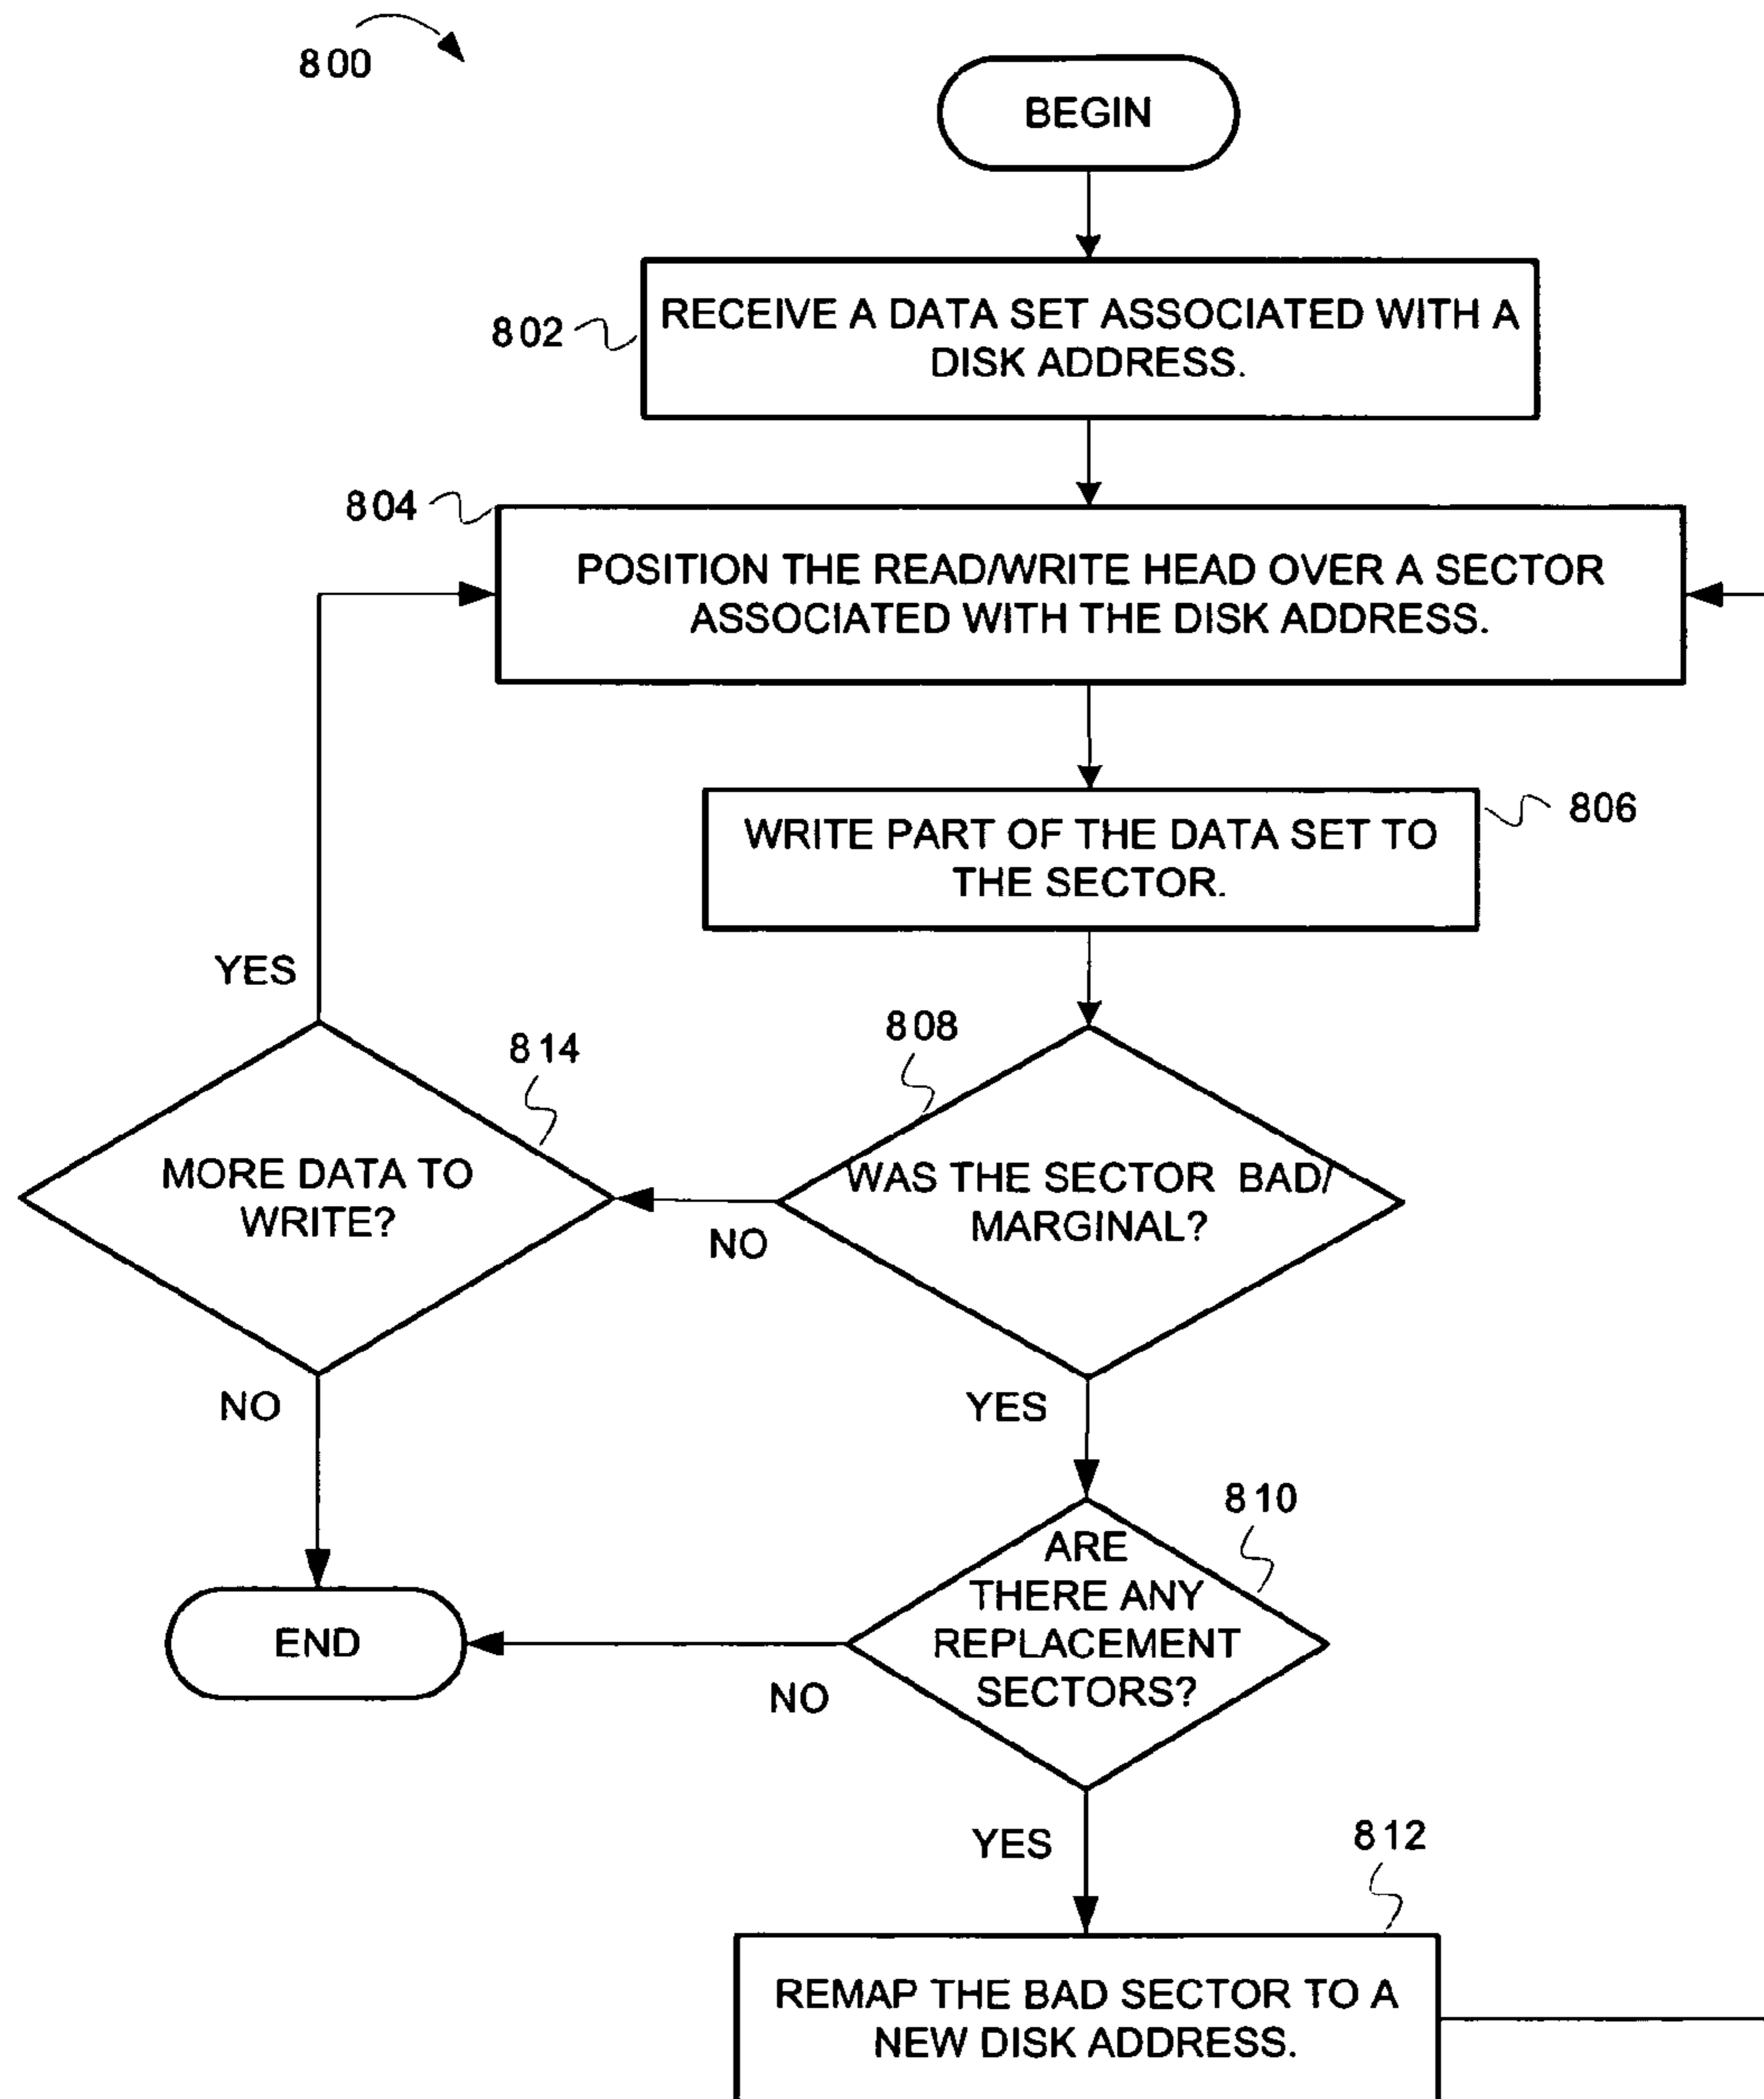 800
BEGIN
802
RECEIVE A DATA SET ASSOCIATED WITH A
DISK ADDRESS.
804
POSITION THE READ/WRITE HEAD OVER A SECTOR
ASSOCIATED WITH THE DISK ADDRESS.
806
WRITE PART OF THE DATA SET TO
THE SECTOR.
YES
814
808
MORE DATA TO
WRITE?
NO
WAS THE SECTOR BAD/
MARGINAL?
NO
YES
810
ARE
THERE ANY
REPLACEMENT
SECTORS?
END
NO
YES
812
REMAP THE BAD SECTOR TO A
NEW DISK ADDRESS.